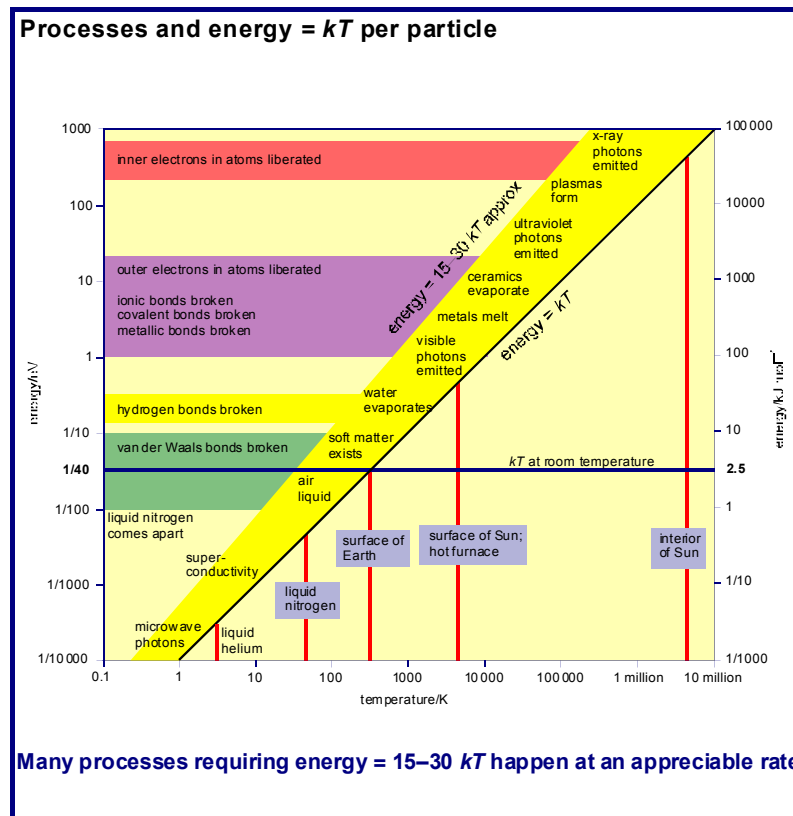 Processes and energy = kT per particle
1000
100
10
1
1/10
1/40
1/100
1/1000
1/10 000
energy/eV
inner electrons in atoms liberated
outer electrons in atoms liberated
ionic bonds broken
covalent bonds broken
metallic bonds broken
hydrogen bonds broken
van der Waals bonds broken
liquid nitrogen
comes apart
energy = 15–30 kT approx
energy = kT
x-ray
photons
emitted
plasmas
form
ultraviolet
photons
emitted
ceramics
evaporate
metals melt
visible
photons
emitted
water
evaporates
soft matter
exists
air
liquid
super-
conductivity
microwave
photons
kT at room temperature
liquid
helium
liquid
nitrogen
surface of
Earth
surface of Sun;
hot furnace
interior
of Sun
100 000
10000
1000
100
10
2.5
1
1/10
1/1000
energy/kJ mol⁻¹
0.1
1
10
100
1000
10 000
100 000
1 million
10 million
temperature/K
Many processes requiring energy = 15–30 kT happen at an appreciable rate